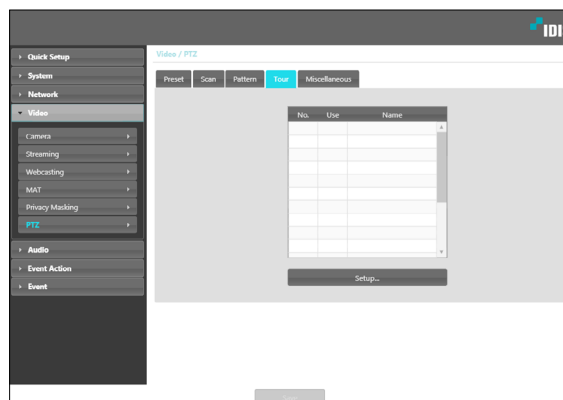 IDI
Quick Setup
System
Network
Video
Camera
Streaming
Webcasting
MAT
Privacy Masking
PTZ
Audio
Event Action
Event
Video / PTZ
Preset Scan Pattern Tour Miscellaneous
No. Use Name
Setup...